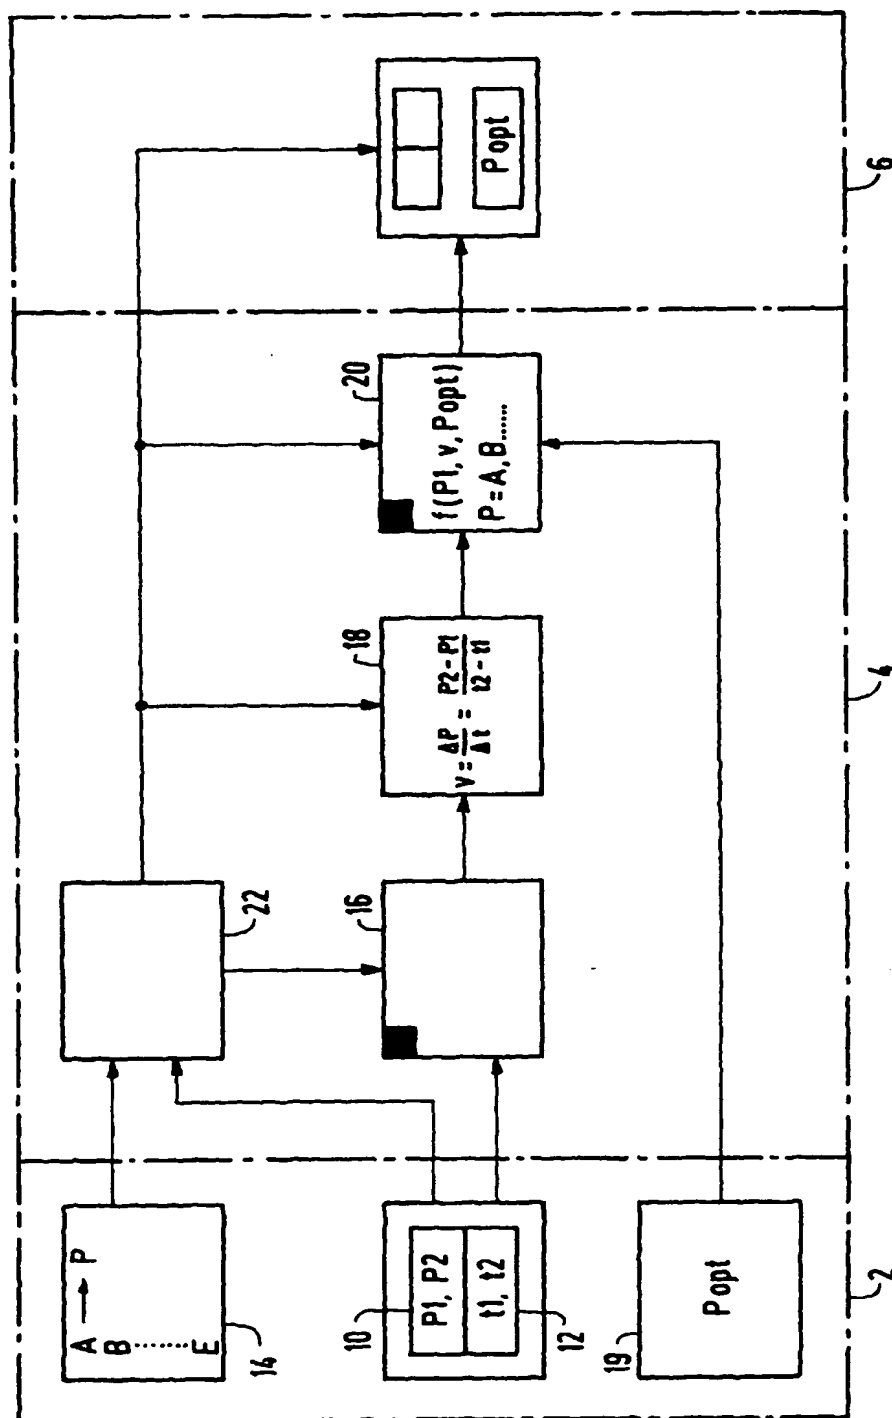 A → P
B
⋯⋯⋯E
14
10
P1, P2
t1, t2
12
19
Popt
2
22
16
18
V = ΔP/Δt = P2-P1/t2-t1
20
f(P1, v, Popt)
P = A, B.......
4
Popt
6